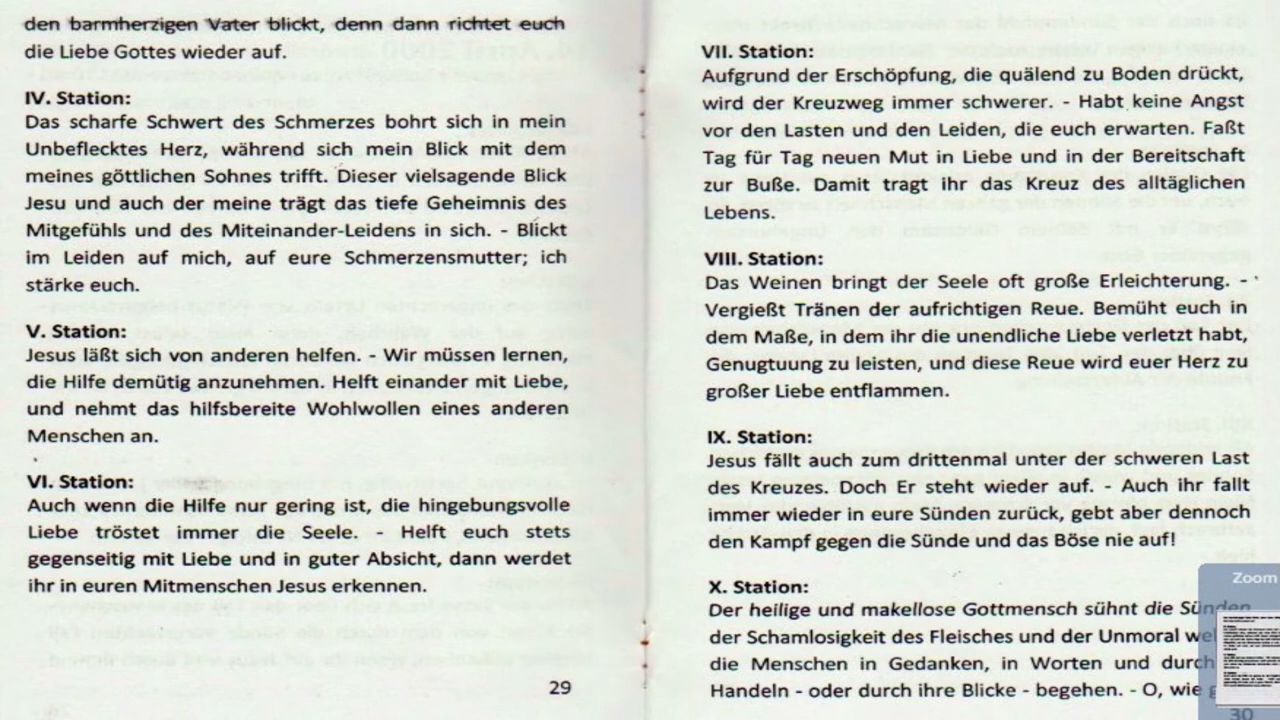 den barmherzigen Vater blickt, denn dann richtet euch
die Liebe Gottes wieder auf.
IV. Station:
Das scharfe Schwert des Schmerzes bohrt sich in mein
Unbeflecktes Herz, während sich mein Blick mit dem
meines göttlichen Sohnes trifft. Dieser vielsagende Blick
Jesu und auch der meine trägt das tiefe Geheimnis des
Mitgefühls und des Miteinander-Leidens in sich. - Blickt
im Leiden auf mich, auf eure Schmerzensmutter; ich
stärke euch.
V. Station:
Jesus läßt sich von anderen helfen. - Wir müssen lernen,
die Hilfe demütig anzunehmen. Helft einander mit Liebe,
und nehmt das hilfsbereite Wohlwollen eines anderen
Menschen an.
VI. Station:
Auch wenn die Hilfe nur gering ist, die hingebungsvolle
Liebe tröstet immer die Seele. - Helft euch stets
gegenseitig mit Liebe und in guter Absicht, dann werdet
ihr in euren Mitmenschen Jesus erkennen.
29
VII. Station:
Aufgrund der Erschöpfung, die quälend zu Boden drückt,
wird der Kreuzweg immer schwerer. - Habt keine Angst
vor den Lasten und den Leiden, die euch erwarten. Faßt
Tag für Tag neuen Mut in Liebe und in der Bereitschaft
zur Buße. Damit tragt ihr das Kreuz des alltäglichen
Lebens.
VIII. Station:
Das Weinen bringt der Seele oft große Erleichterung. -
Vergießt Tränen der aufrichtigen Reue. Bemüht euch in
dem Maße, in dem ihr die unendliche Liebe verletzt habt,
Genugtuung zu leisten, und diese Reue wird euer Herz zu
großer Liebe entflammen.
IX. Station:
Jesus fällt auch zum drittenmal unter der schweren Last
des Kreuzes. Doch Er steht wieder auf. - Auch ihr fallt
immer wieder in eure Sünden zurück, gebt aber dennoch
den Kampf gegen die Sünde und das Böse nie auf!
X. Station:
Der heilige und makellose Gottmensch sühnt die Sünden
der Schamlosigkeit des Fleisches und der Unmoral
die Menschen in Gedanken, in Worten und durch
Handeln - oder durch ihre Blicke - begehen. - O, wie
30
Zoom